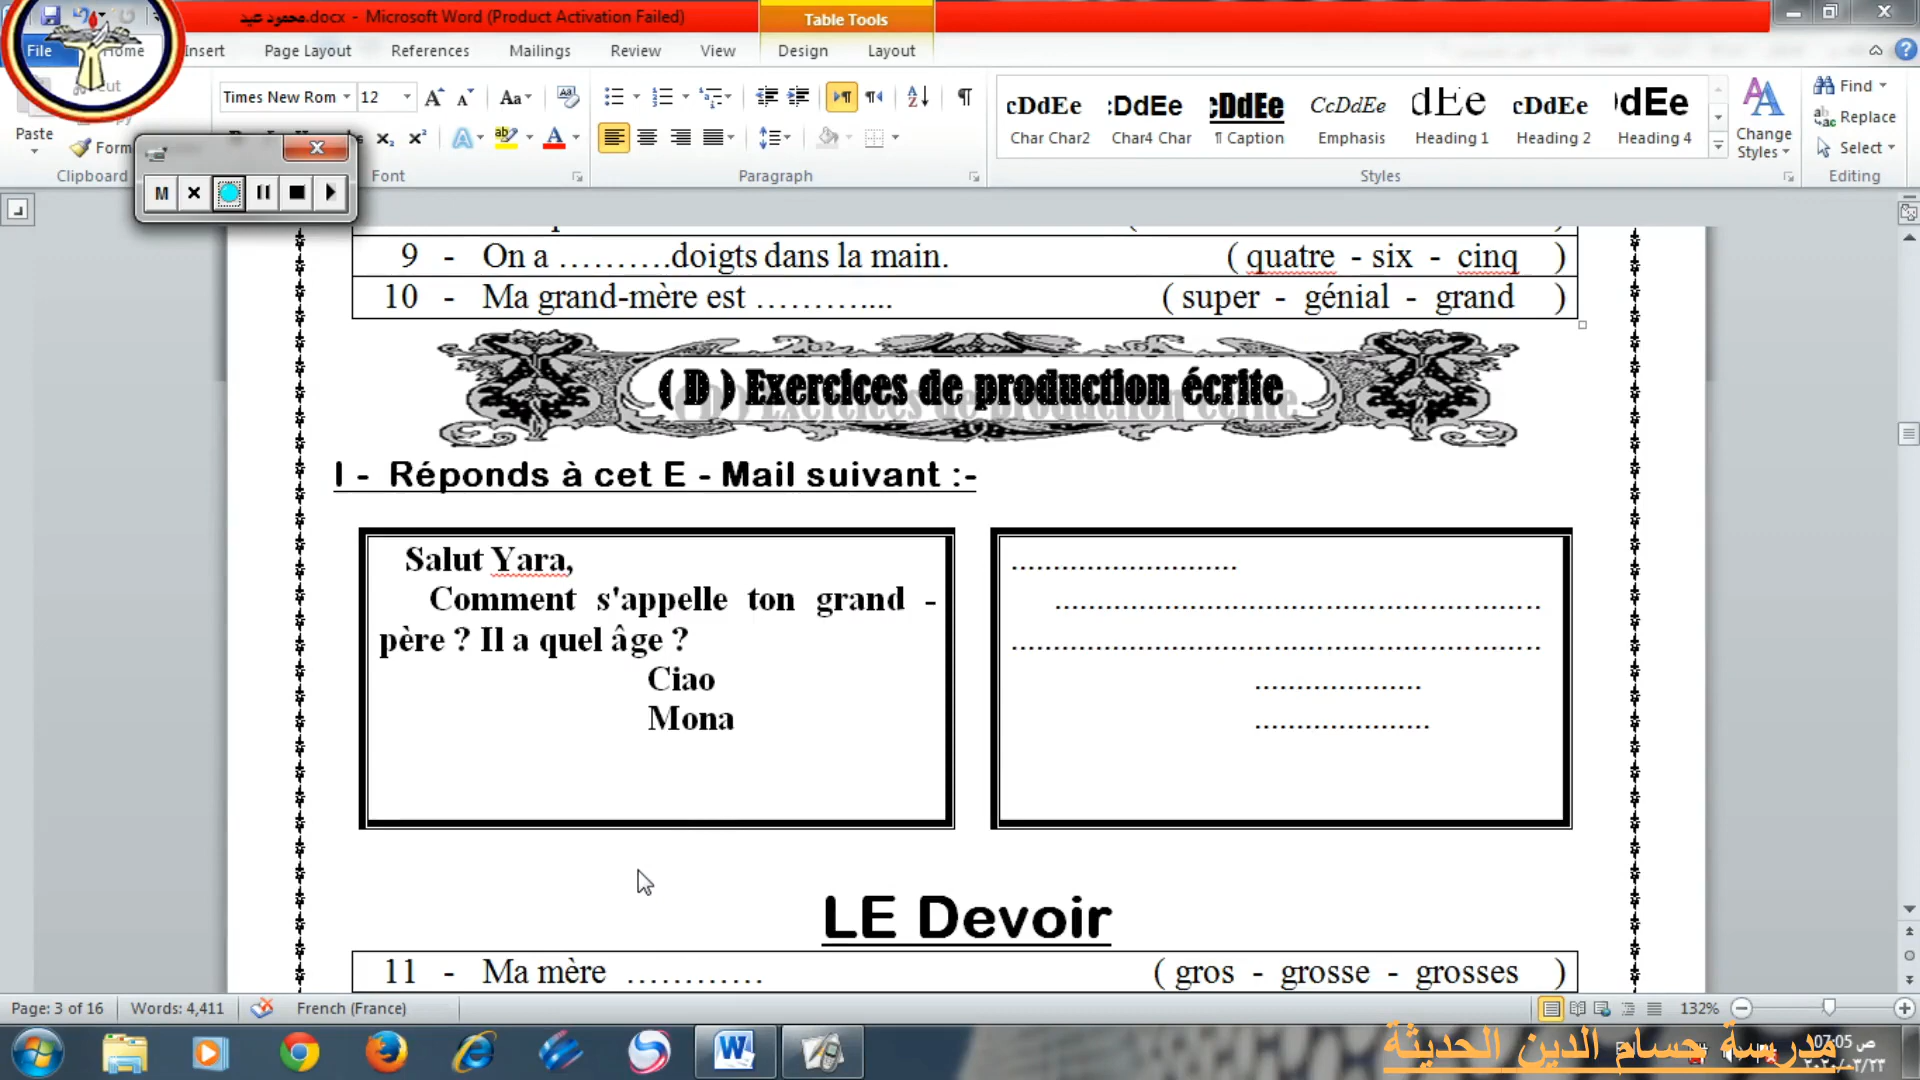 محمود عيد.docx - Microsoft Word (Product Activation Failed)
Table Tools
File
Home
Insert
Page Layout
References
Mailings
Review
View
Design
Layout
Cut
Paste
Clipboard
Times New Rom
12
Font
Paragraph
Char Char2
Char4 Char
¶ Caption
Emphasis
Heading 1
Heading 2
Heading 4
Change
Styles
Styles
Find
Replace
Select
Editing
M
9 - On a ……….doigts dans la main. ( quatre - six - cinq )
10 - Ma grand-mère est ………... ( super - génial - grand )
( D ) Exercices de production écrite
I - Réponds à cet E - Mail suivant :-
Salut Yara,
Comment s'appelle ton grand -
père ? Il a quel âge ?
Ciao
Mona
LE Devoir
11 - Ma mère ………… ( gros - grosse - grosses )
Page: 3 of 16
Words: 4,411
French (France)
132%
مدرسة حسام الدين الحديثة
07:05 ص